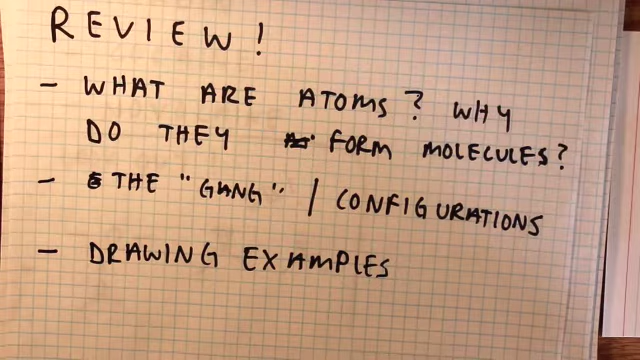 REVIEW!
- WHAT ARE ATOMS? WHY
DO THEY FORM MOLECULES?
- THE "GANG" / CONFIGURATIONS
- DRAWING EXAMPLES